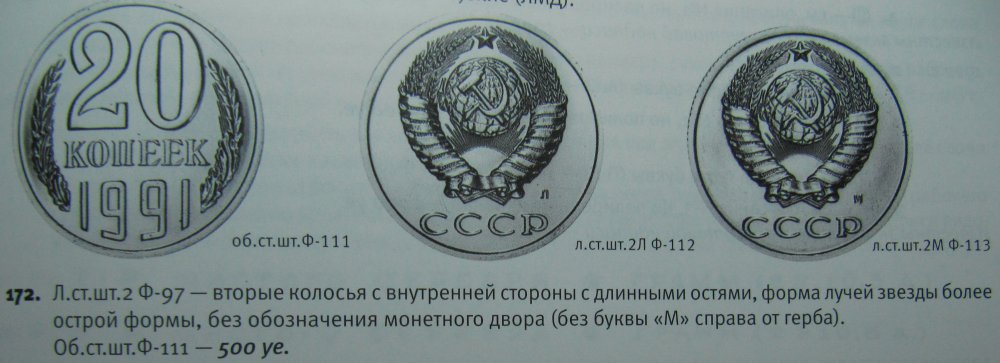 (ЛМД).
20
КОПЕЕК
1991
об.ст.шт.Ф-111
Л
СССР
л.ст.шт.2Л Ф-112
М
СССР
л.ст.шт.2М Ф-113
172. Л.ст.шт.2 Ф-97 — вторые колосья с внутренней стороны с длинными остями, форма лучей звезды более
острой формы, без обозначения монетного двора (без буквы «М» справа от герба).
Об.ст.шт.Ф-111 — 500 уе.